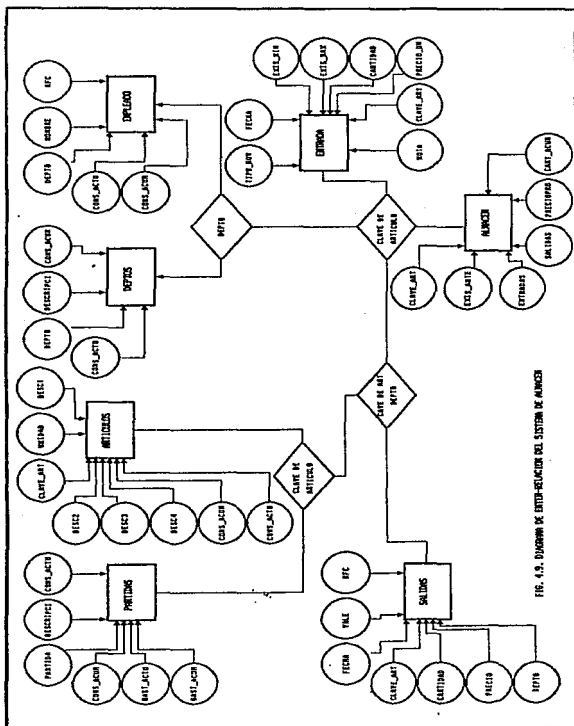 PARTIDA
DESCRIPCI
CONS_ACTU
CONS_ACUM
GAST_ACTU
GAST_ACUM
PARTIDAS
CLAVE_ART
UNIDAD
DESC1
DESC2
DESC3
DESC4
CONS_ACUM
CONS_ACTU
ARTICULOS
DEPTO
DESCRIPCI
CONS_ACUM
CONS_ACTU
DEPTOS
DEPTO
NOMBRE
RFC
CONS_ACTU
CONS_ACUM
EMPLEADO
CLAVE DE
ARTICULO
DEPTO
CLAVE DE ART
DEPTO
CLAVE DE
ARTICULO
TIPO_MOV
FECHA
EXIS_MIN
EXIS_MAX
CANTIDAD
PRECIO_UN
CLAVE_ART
NOTA
ENTRADA
FECHA
VALE
RFC
CLAVE_ART
CANTIDAD
PRECIO
DEPTO
SALIDAS
CLAVE_ART
EXIS_ANTE
ENTRADAS
SALIDAS
PRECIOPRO
CANT_ACUM
ALMACEN
FIG. 4.9. DIAGRAMA DE ENTER-RELACION DEL SISTEMA DE ALMACEN